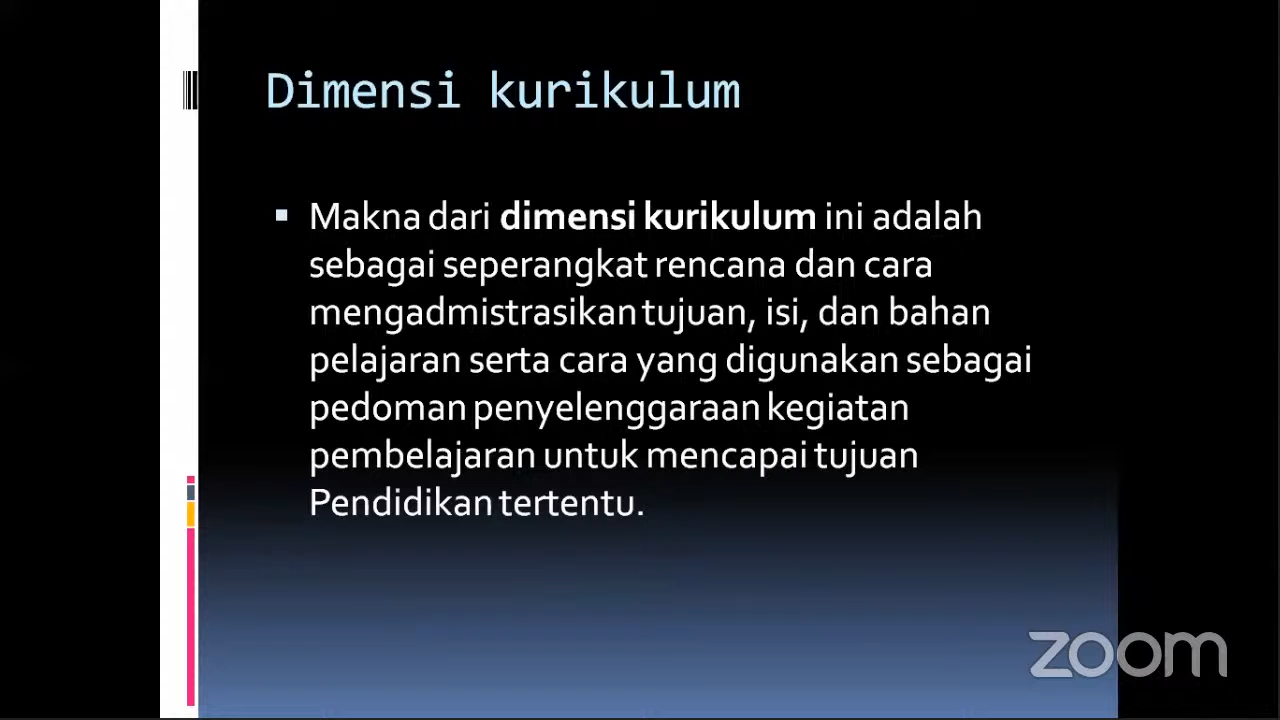 Dimensi kurikulum
Makna dari dimensi kurikulum ini adalah
sebagai seperangkat rencana dan cara
mengadmistrasikan tujuan, isi, dan bahan
pelajaran serta cara yang digunakan sebagai
pedoman penyelenggaraan kegiatan
pembelajaran untuk mencapai tujuan
Pendidikan tertentu.
zoom